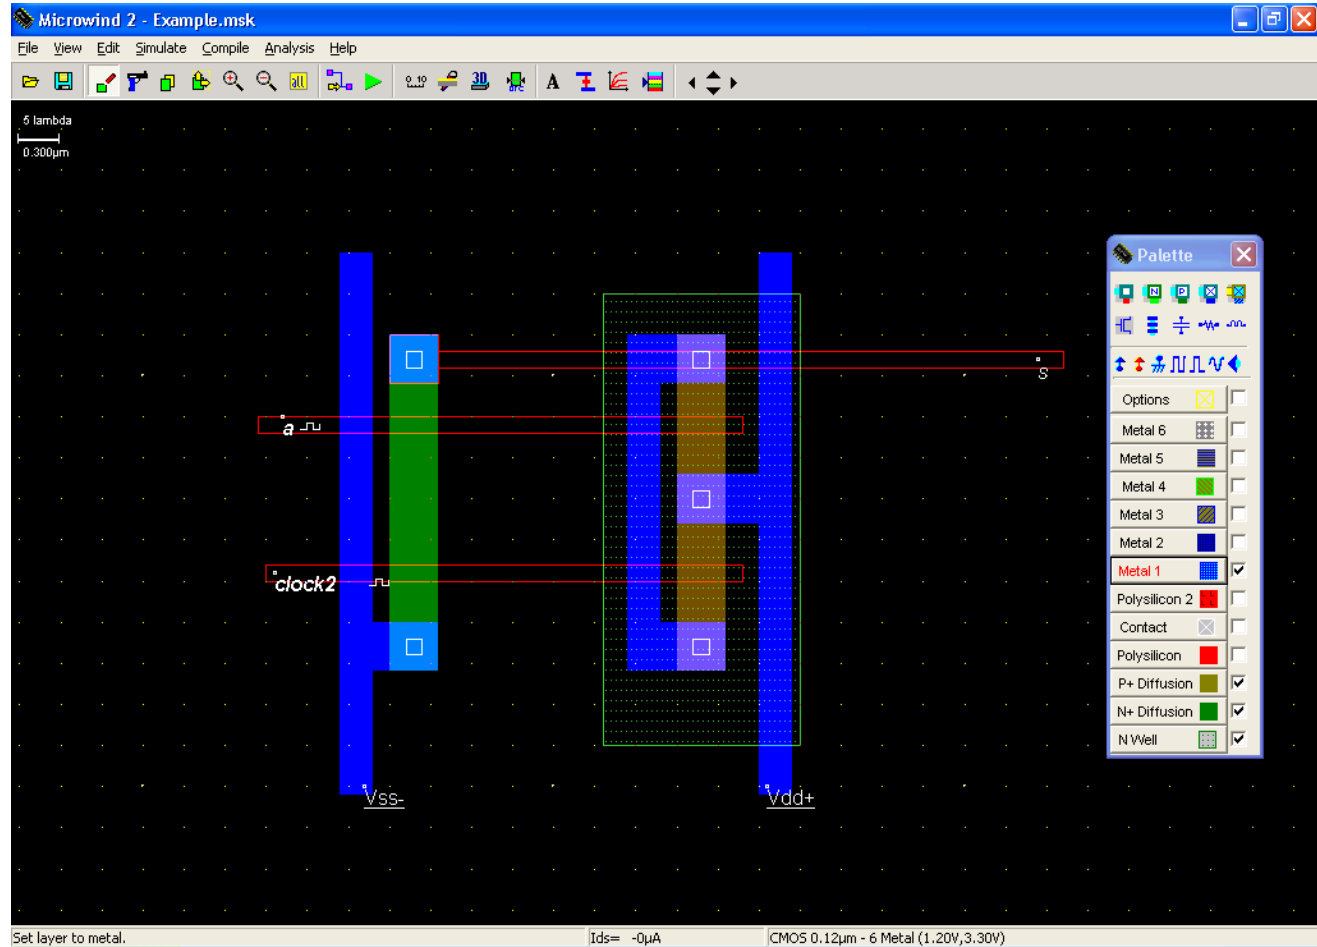 Microwind 2 - Example.msk
File View Edit Simulate Compile Analysis Help
5 lambda
0.300µm
s
a
clock2
Vss-
Vdd+
Palette
Options
Metal 6
Metal 5
Metal 4
Metal 3
Metal 2
Metal 1
Polysilicon 2
Contact
Polysilicon
P+ Diffusion
N+ Diffusion
N Well
Set layer to metal.
Ids= -0µA
CMOS 0.12µm - 6 Metal (1.20V,3.30V)